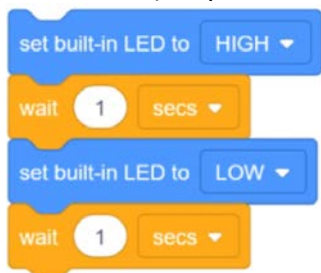 set built-in LED to HIGH
wait 1 secs
set built-in LED to LOW
wait 1 secs